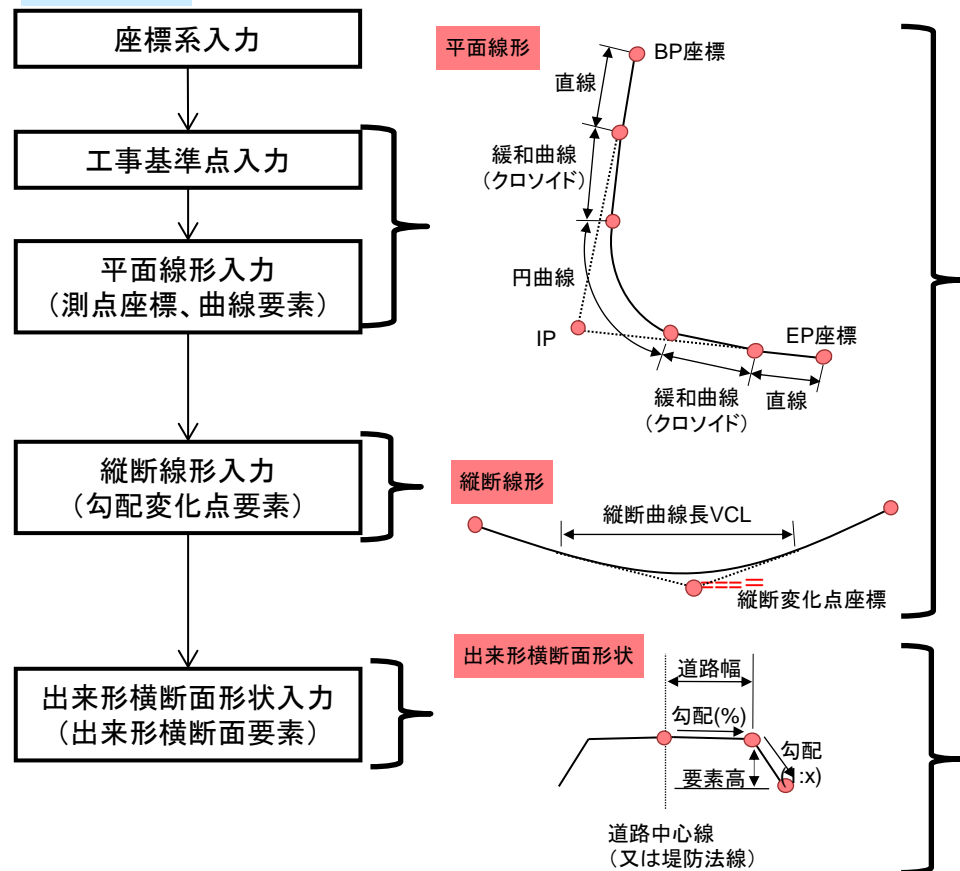 座標系入力
工事基準点入力
平面線形入力
（測点座標、曲線要素）
縦断線形入力
（勾配変化点要素）
出来形横断面形状入力
（出来形横断面要素）
平面線形
BP座標
直線
緩和曲線
（クロソイド）
円曲線
IP
EP座標
緩和曲線
（クロソイド）
直線
縦断線形
縦断曲線長VCL
縦断変化点座標
出来形横断面形状
道路幅
勾配(%)
勾配
:x)
要素高
道路中心線
（又は堤防法線）